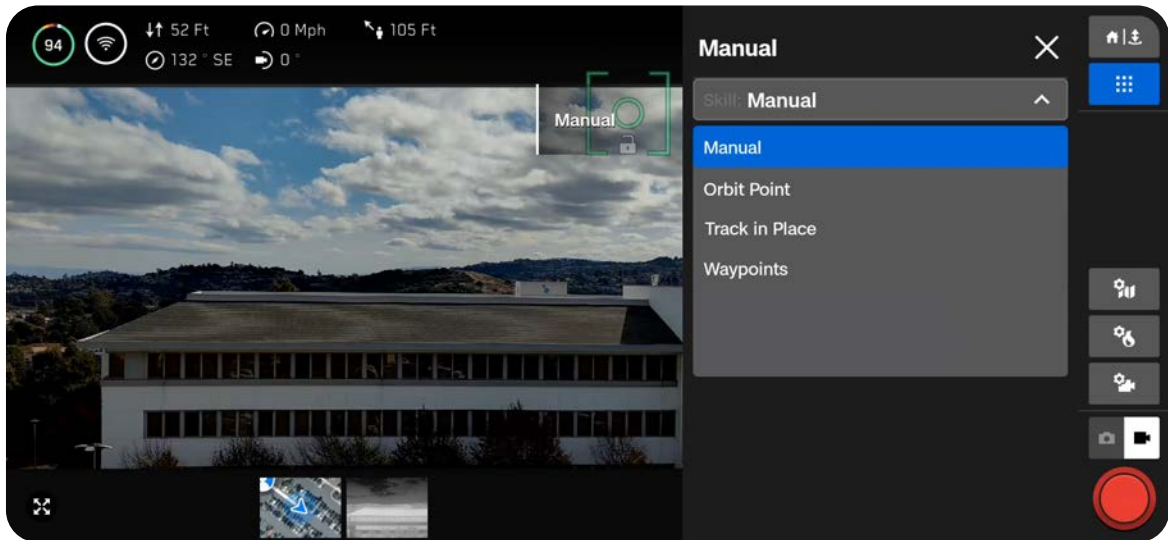 94
52 Ft
0 Mph
105 Ft
132 ° SE
0 °
Manual
Manual
Skill: Manual
Manual
Orbit Point
Track in Place
Waypoints